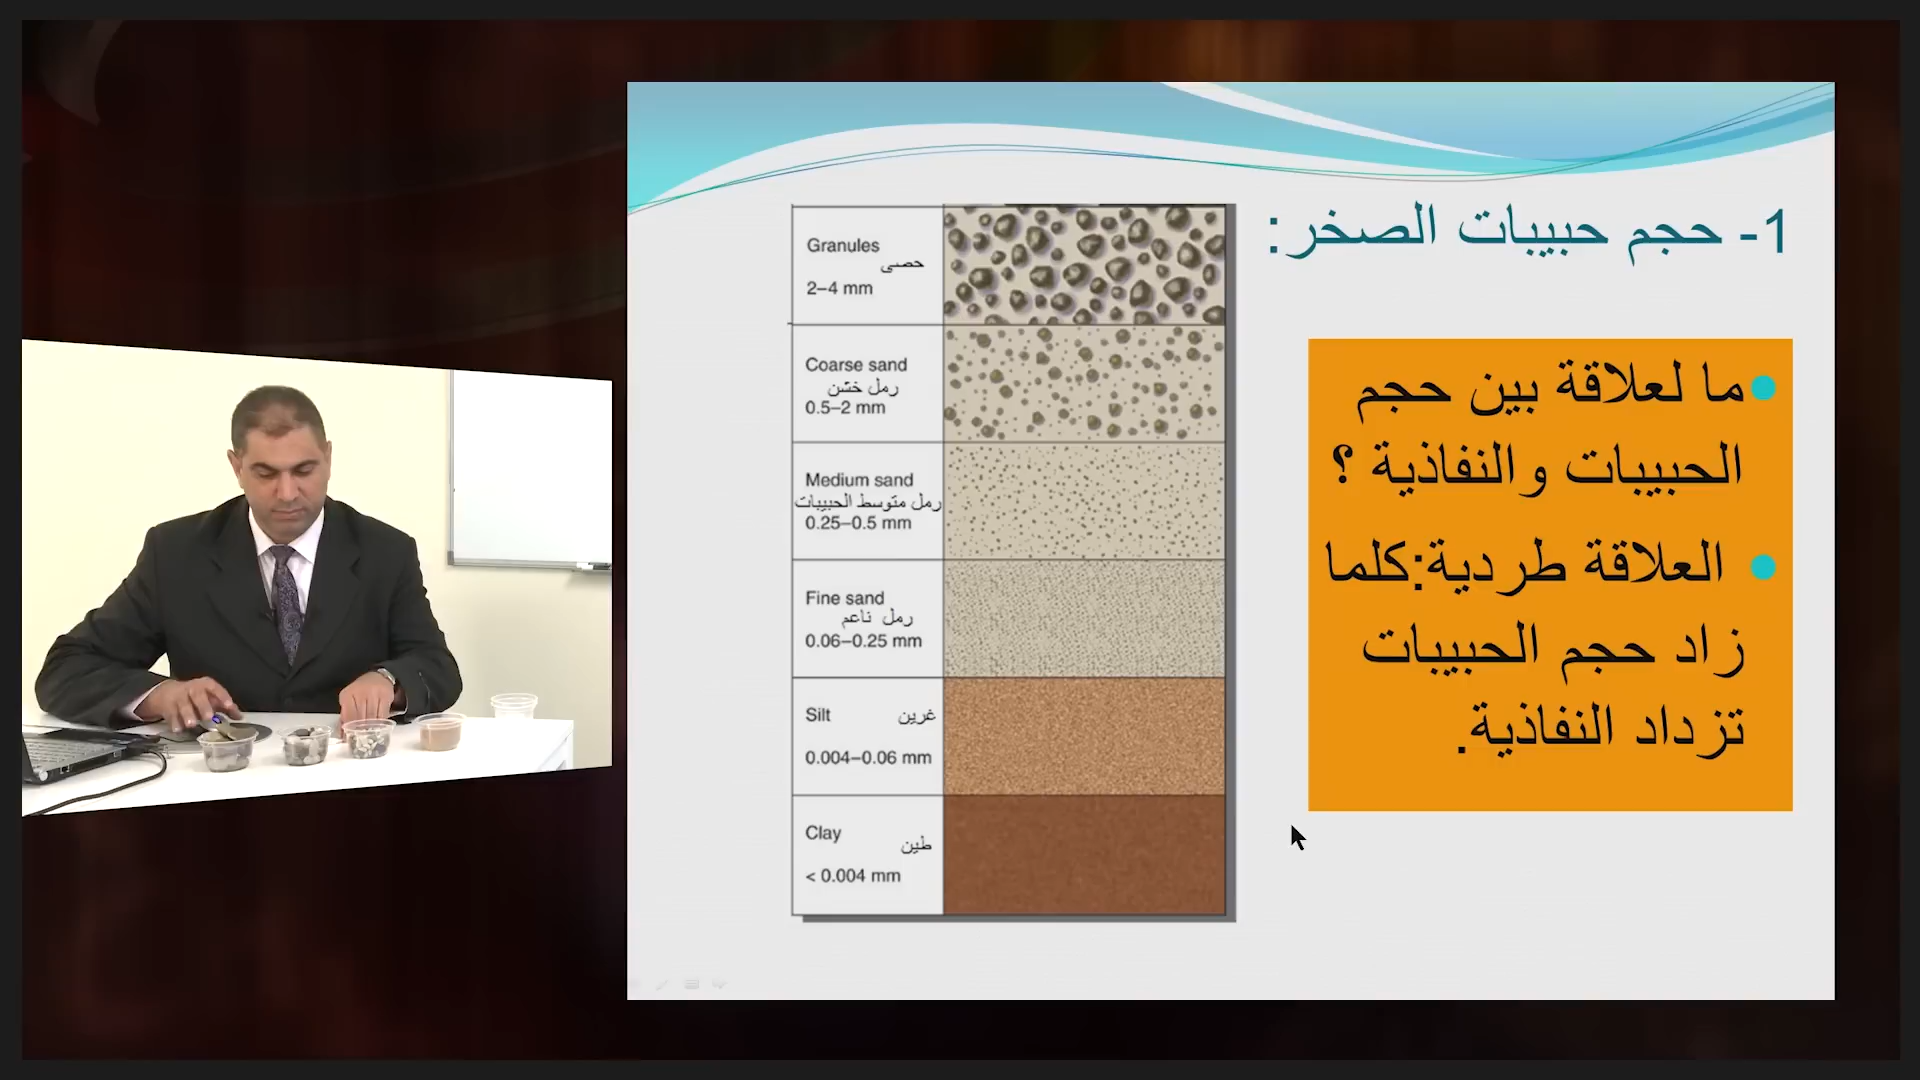 1- حجم حبيبات الصخر:
ما لعلاقة بين حجم
الحبيبات والنفاذية ؟
العلاقة طردية:كلما
زاد حجم الحبيبات
تزداد النفاذية.
Granules
حصى
2–4 mm
Coarse sand
رمل خشن
0.5–2 mm
Medium sand
رمل متوسط الحبيبات
0.25–0.5 mm
Fine sand
رمل ناعم
0.06–0.25 mm
Silt غرين
0.004–0.06 mm
Clay
طين
< 0.004 mm